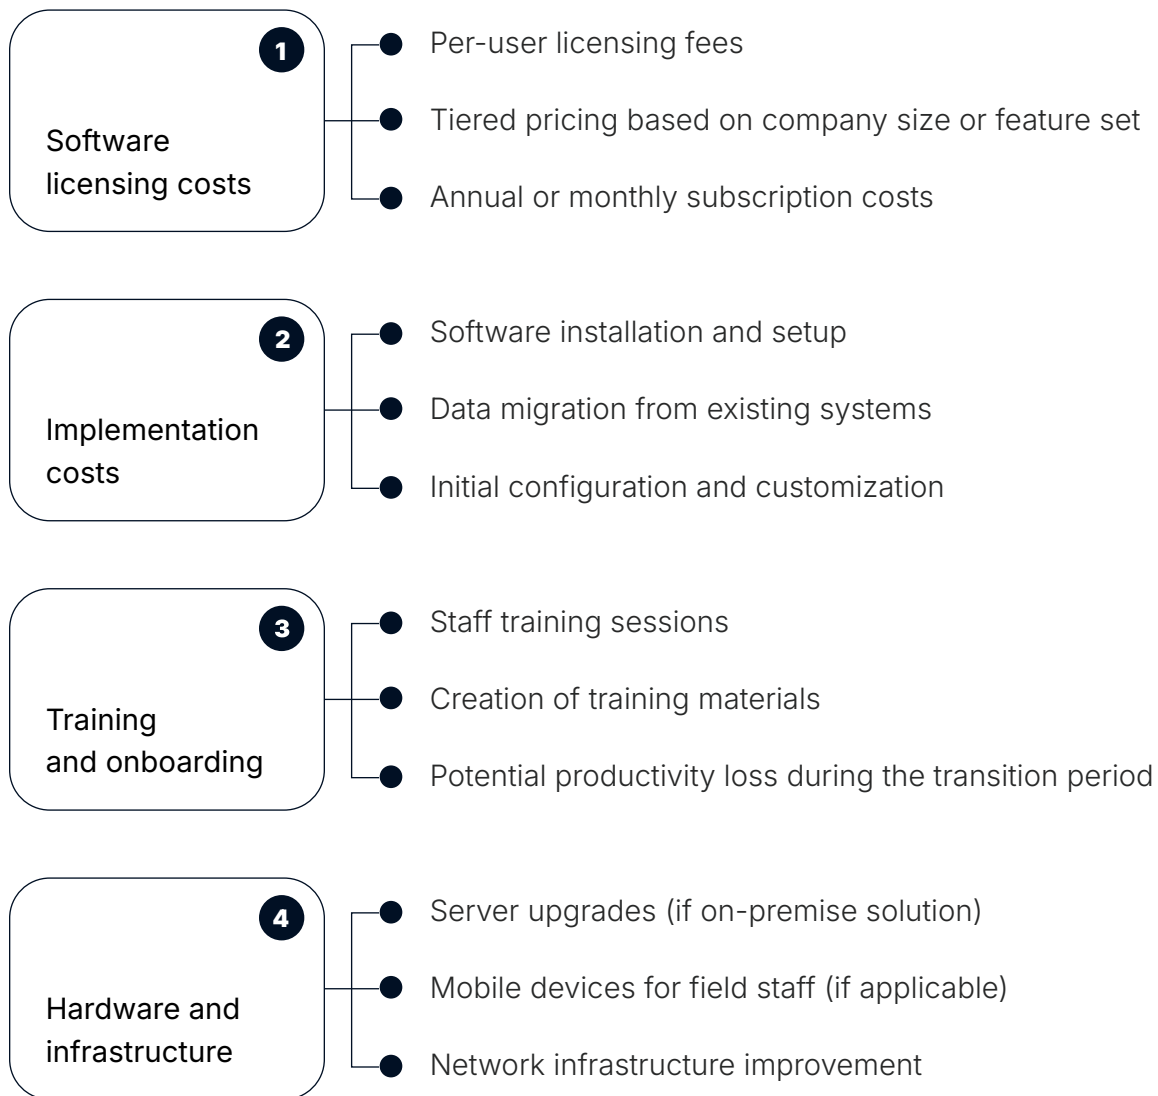 1
Software
licensing costs
Per-user licensing fees
Tiered pricing based on company size or feature set
Annual or monthly subscription costs
2
Implementation
costs
Software installation and setup
Data migration from existing systems
Initial configuration and customization
3
Training
and onboarding
Staff training sessions
Creation of training materials
Potential productivity loss during the transition period
4
Hardware and
infrastructure
Server upgrades (if on-premise solution)
Mobile devices for field staff (if applicable)
Network infrastructure improvement